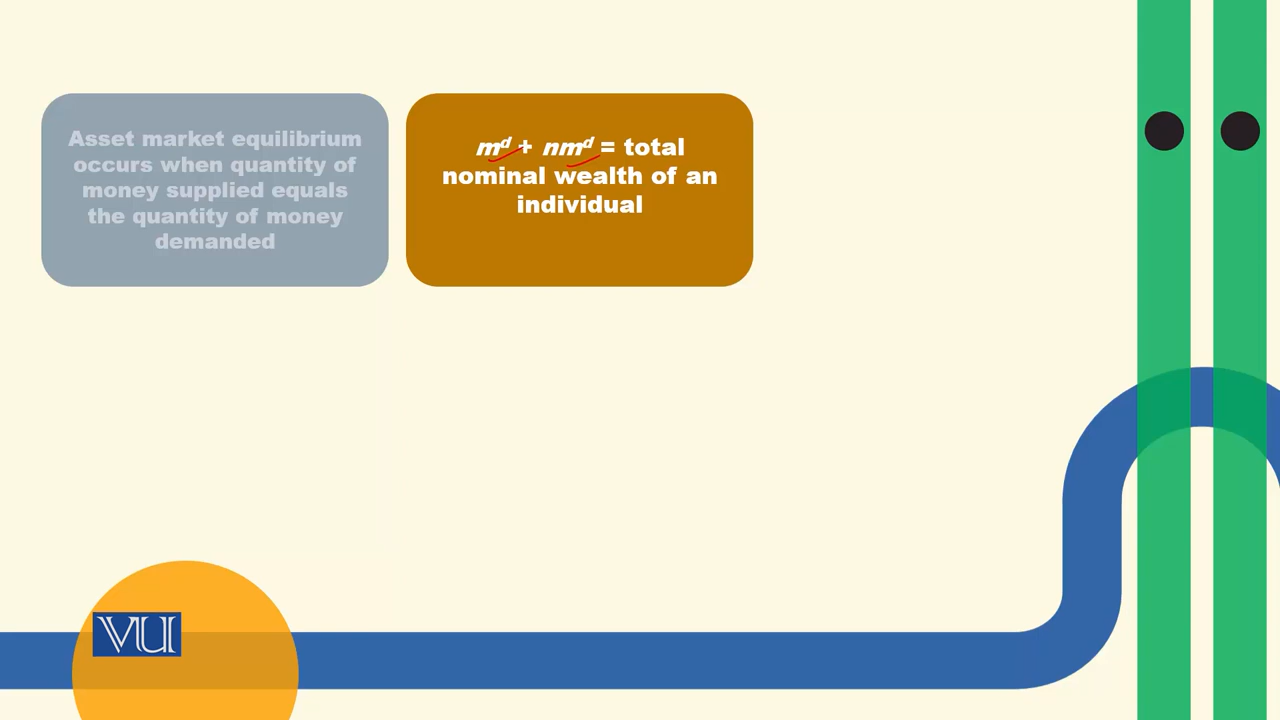 Asset market equilibrium
occurs when quantity of
money supplied equals
the quantity of money
demanded
mᵈ + nmᵈ = total
nominal wealth of an
individual
VU